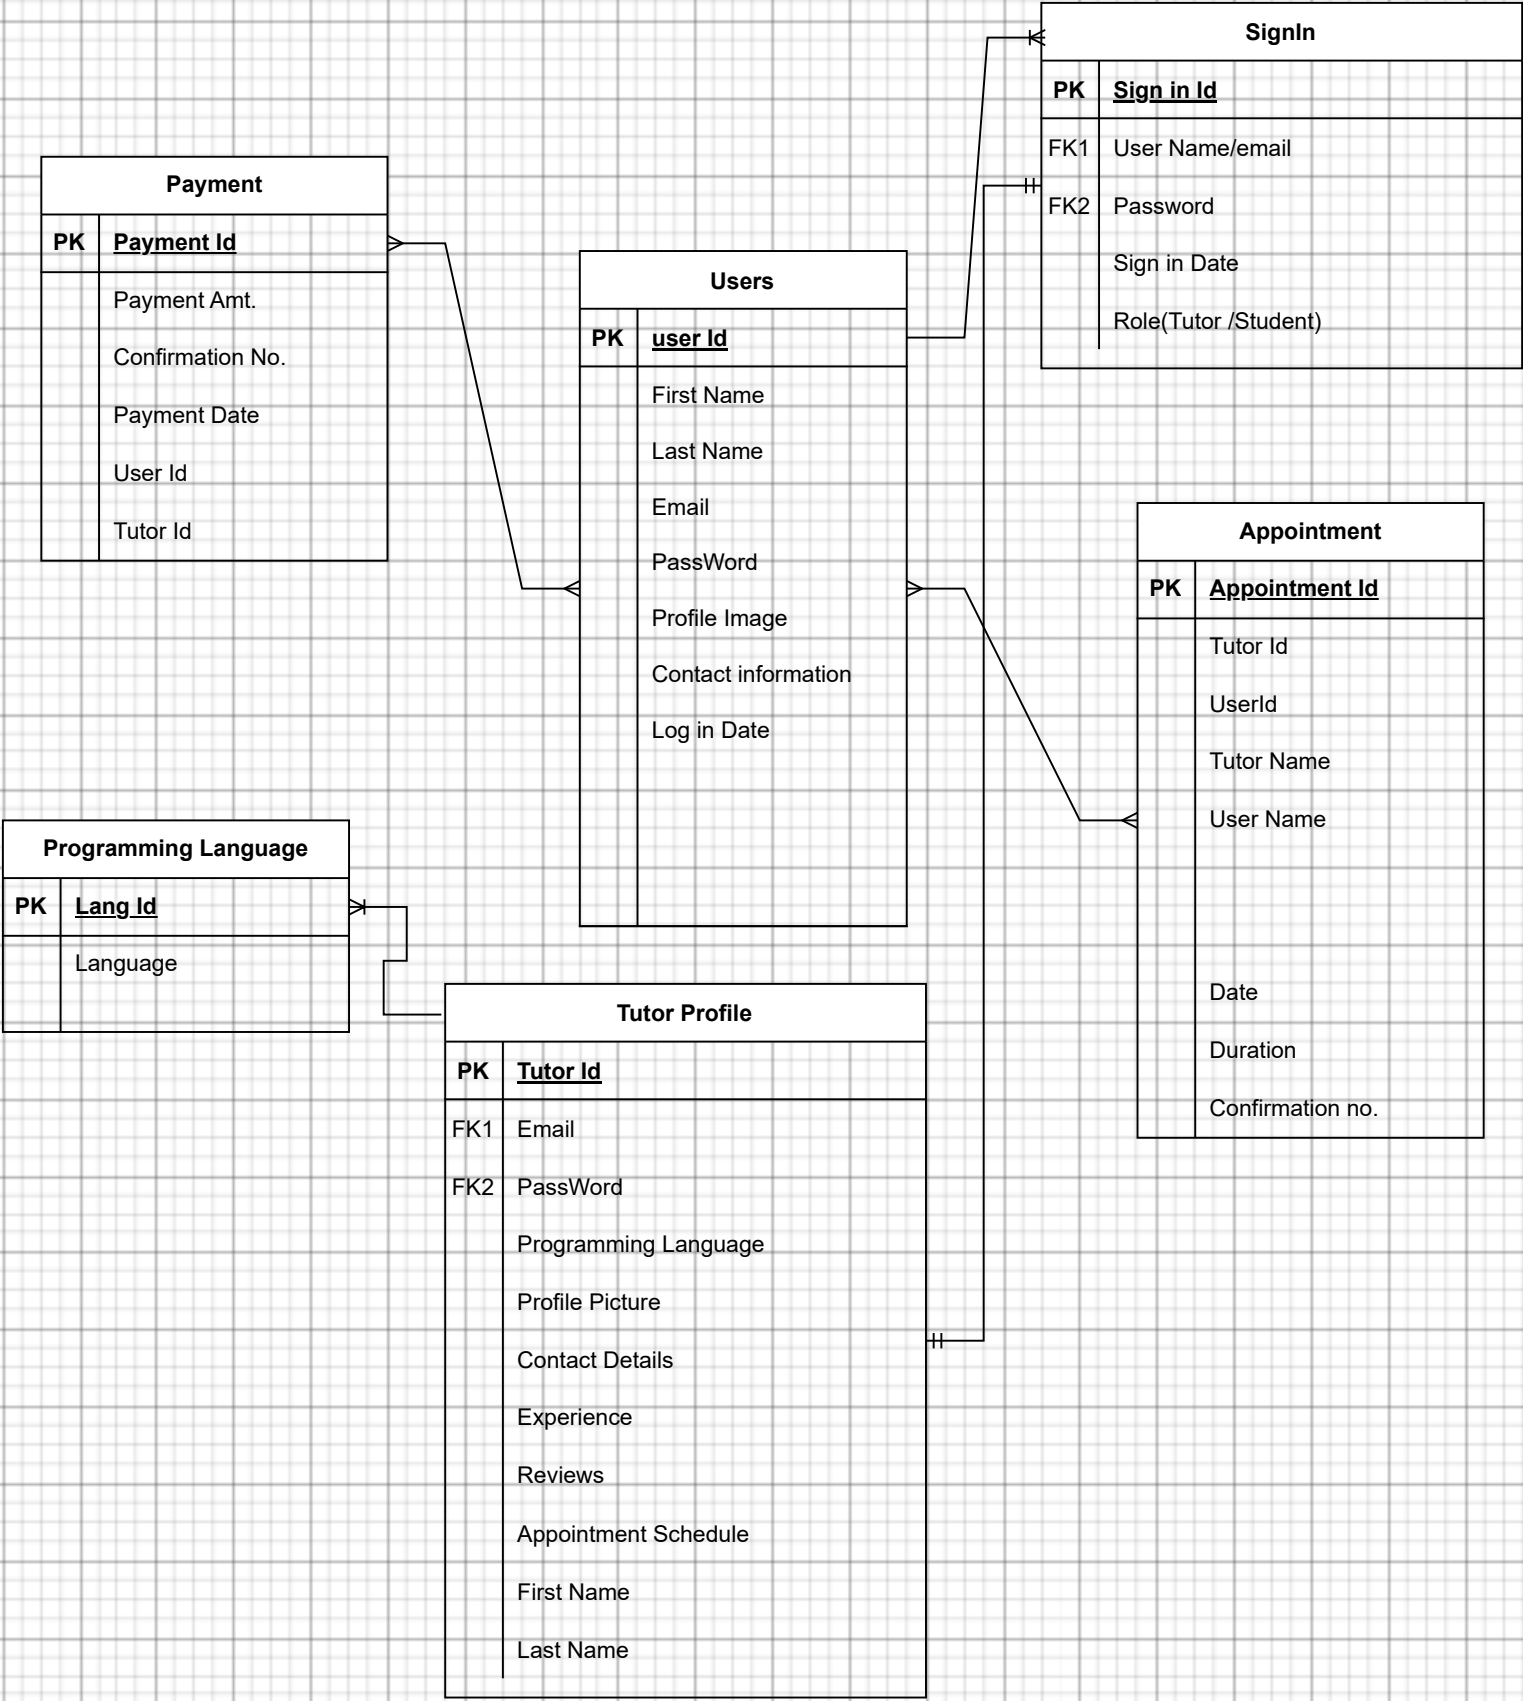 SignIn
PK Sign in Id
FK1 User Name/email
FK2 Password
Sign in Date
Role(Tutor /Student)
Payment
PK Payment Id
Payment Amt.
Confirmation No.
Payment Date
User Id
Tutor Id
Users
PK user Id
First Name
Last Name
Email
PassWord
Profile Image
Contact information
Log in Date
Appointment
PK Appointment Id
Tutor Id
UserId
Tutor Name
User Name
Date
Duration
Confirmation no.
Programming Language
PK Lang Id
Language
Tutor Profile
PK Tutor Id
FK1 Email
FK2 PassWord
Programming Language
Profile Picture
Contact Details
Experience
Reviews
Appointment Schedule
First Name
Last Name